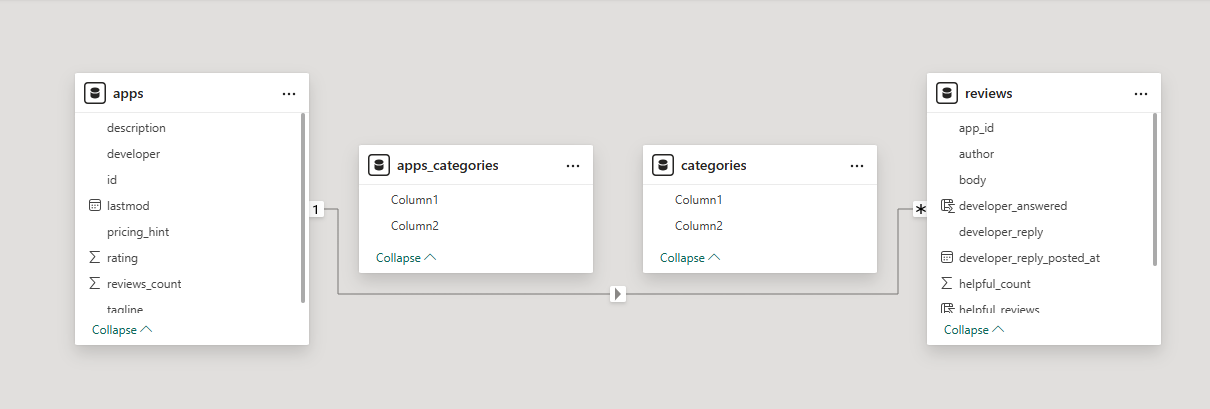 apps
description
developer
id
lastmod
pricing_hint
rating
reviews_count
tagline
Collapse
1
apps_categories
Column1
Column2
Collapse
categories
Column1
Column2
Collapse
*
reviews
app_id
author
body
developer_answered
developer_reply
developer_reply_posted_at
helpful_count
helpful_reviews
Collapse